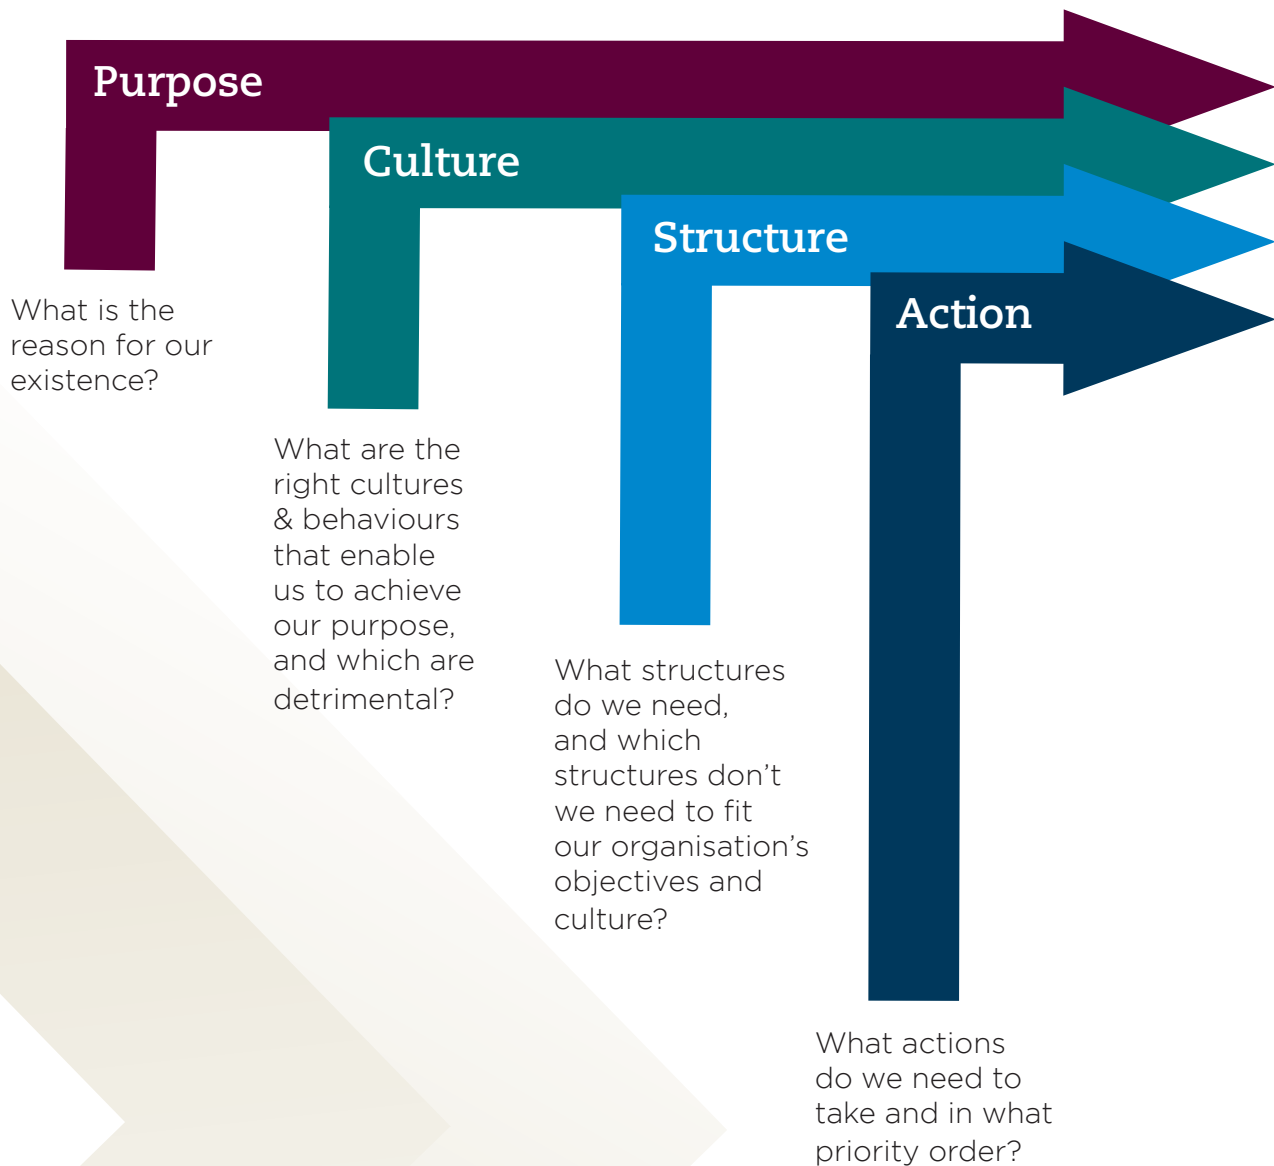 Purpose
What is the
reason for our
existence?
Culture
What are the
right cultures
& behaviours
that enable
us to achieve
our purpose,
and which are
detrimental?
Structure
What structures
do we need,
and which
structures don’t
we need to fit
our organisation’s
objectives and
culture?
Action
What actions
do we need to
take and in what
priority order?